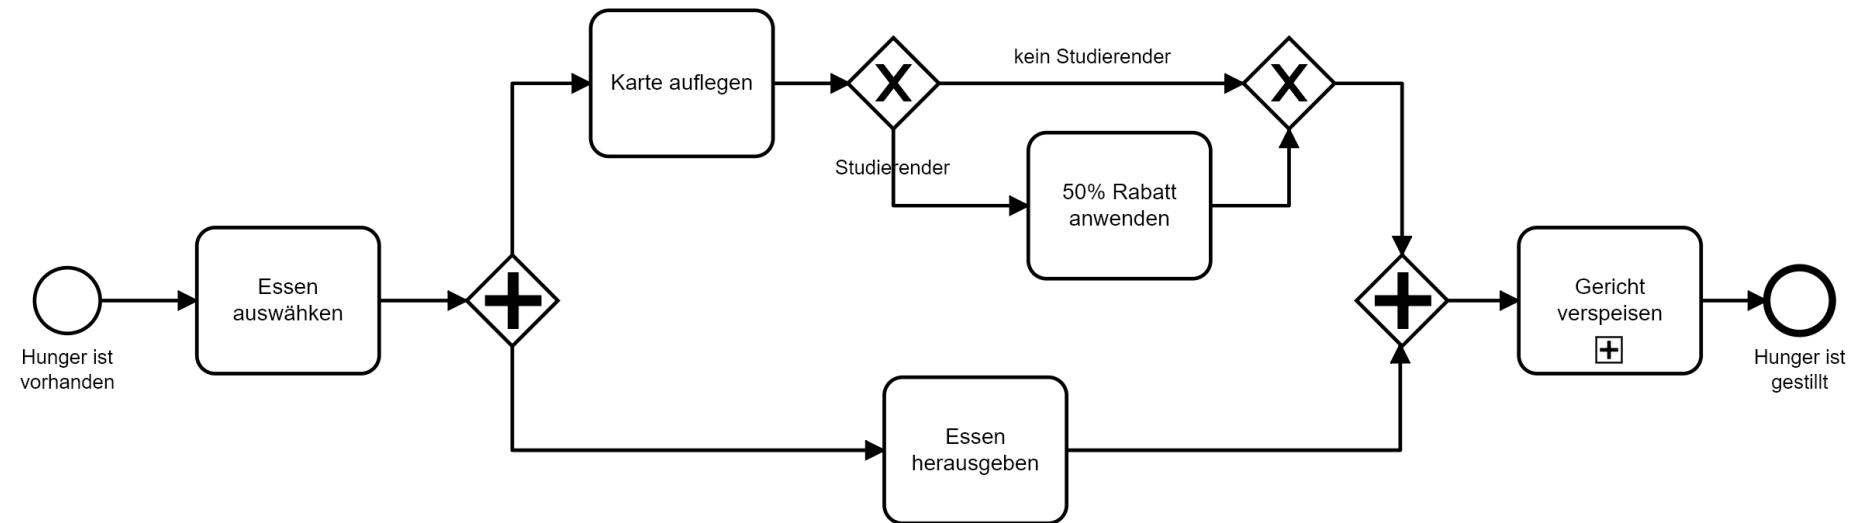 Karte auflegen
kein Studierender
Studierender
50% Rabatt
anwenden
Essen
auswähken
Hunger ist
vorhanden
Gericht
verspeisen
Hunger ist
gestillt
Essen
herausgeben